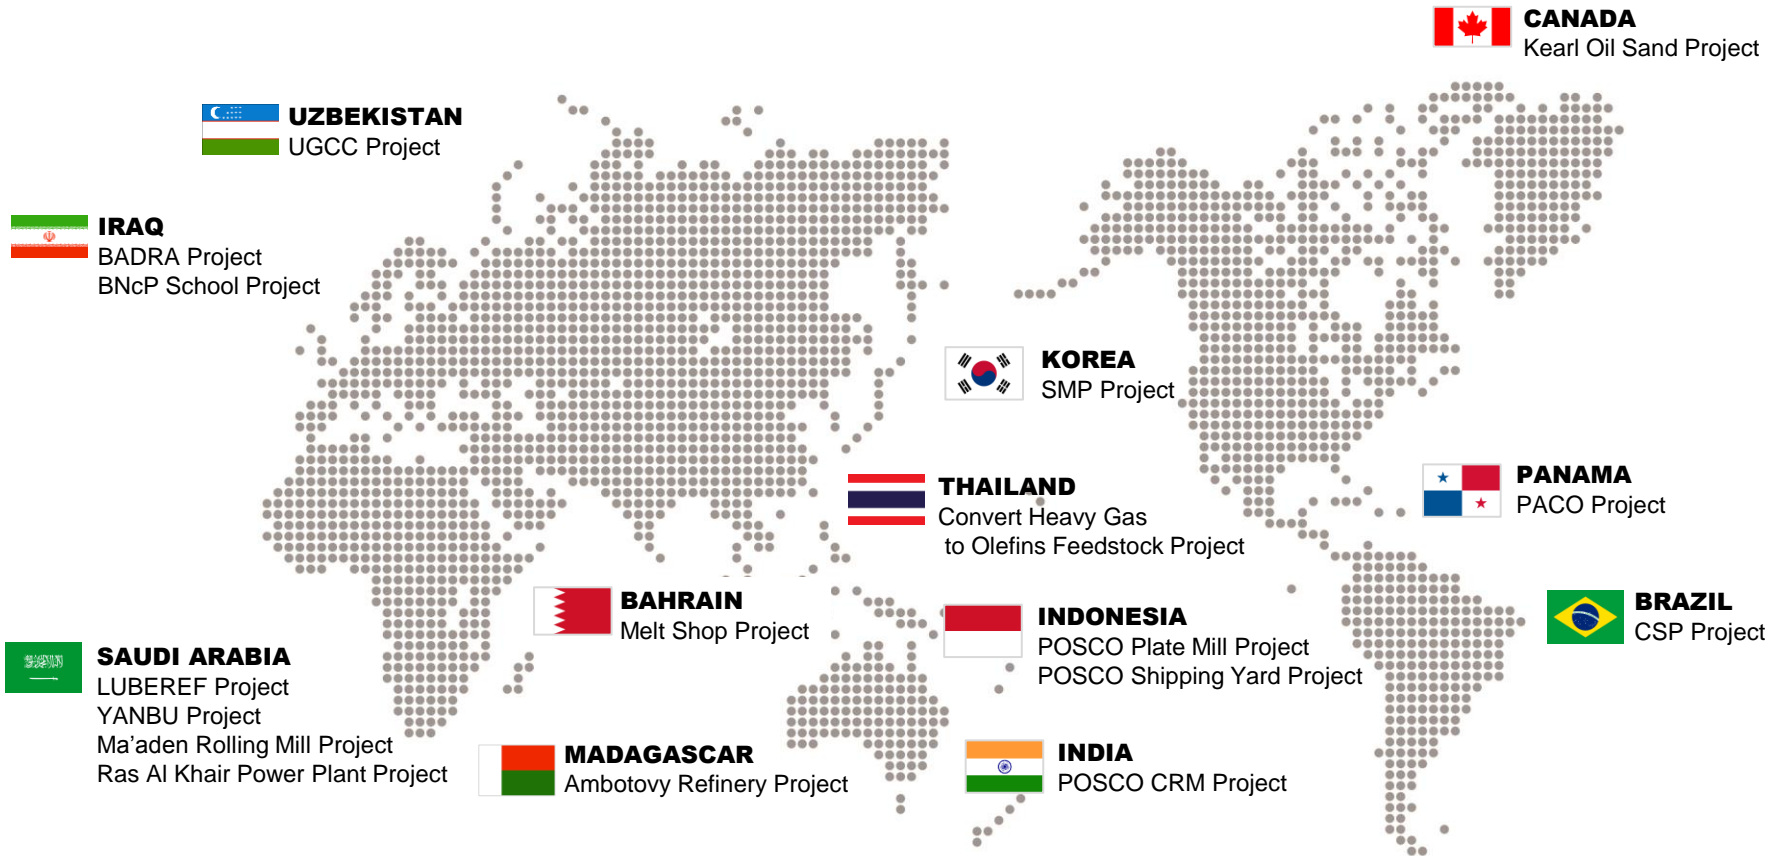 CANADA
Kearl Oil Sand Project
UZBEKISTAN
UGCC Project
IRAQ
BADRA Project
BNcP School Project
KOREA
SMP Project
THAILAND
Convert Heavy Gas
to Olefins Feedstock Project
PANAMA
PACO Project
BAHRAIN
Melt Shop Project
INDONESIA
POSCO Plate Mill Project
POSCO Shipping Yard Project
BRAZIL
CSP Project
SAUDI ARABIA
LUBEREF Project
YANBU Project
Ma’aden Rolling Mill Project
Ras Al Khair Power Plant Project
MADAGASCAR
Ambotovy Refinery Project
INDIA
POSCO CRM Project